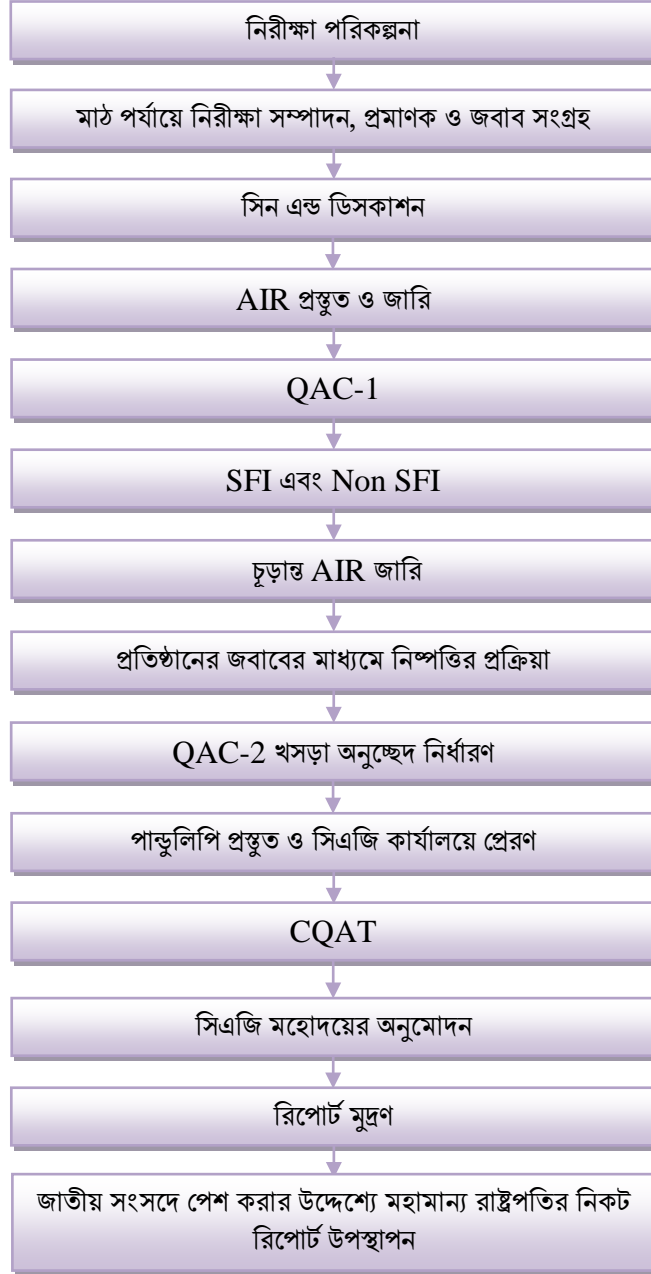 নিরীক্ষা পরিকল্পনা
মাঠ পর্যায়ে নিরীক্ষা সম্পাদন, প্রমাণক ও জবাব সংগ্রহ
সিন এন্ড ডিসকাশন
AIR প্রস্তুত ও জারি
QAC-1
SFI এবং Non SFI
চূড়ান্ত AIR জারি
প্রতিষ্ঠানের জবাবের মাধ্যমে নিষ্পত্তির প্রক্রিয়া
QAC-2 খসড়া অনুচ্ছেদ নির্ধারণ
পান্ডুলিপি প্রস্তুত ও সিএজি কার্যালয়ে প্রেরণ
CQAT
সিএজি মহোদয়ের অনুমোদন
রিপোর্ট মুদ্রণ
জাতীয় সংসদে পেশ করার উদ্দেশ্যে মহামান্য রাষ্ট্রপতির নিকট
রিপোর্ট উপস্থাপন